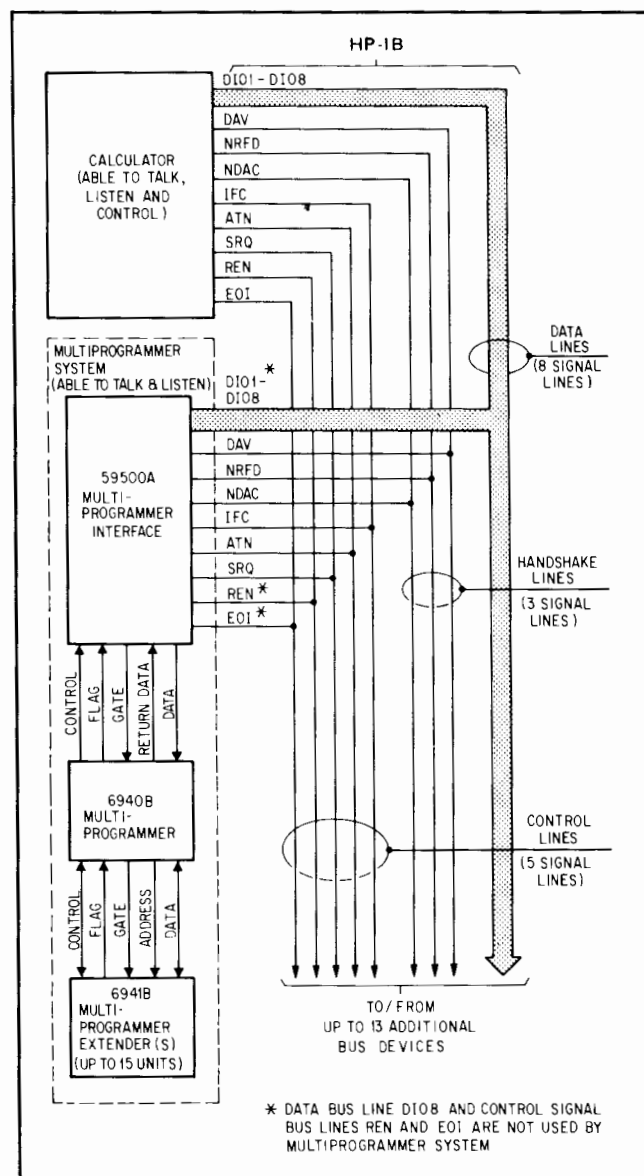 HP-IB
DIO1-DIO8
DAV
NRFD
NDAC
IFC
ATN
SRQ
REN
EOI
CALCULATOR
(ABLE TO TALK,
LISTEN AND
CONTROL)
DATA
LINES
(8 SIGNAL
LINES)
MULTIPROGRAMMER
SYSTEM
(ABLE TO TALK & LISTEN)
DIO1-*
DIO8
DAV
NRFD
NDAC
IFC
ATN
SRQ
REN*
EOI*
59500A
MULTI-
PROGRAMMER
INTERFACE
HANDSHAKE
LINES
(3 SIGNAL
LINES)
CONTROL
FLAG
GATE
RETURN DATA
DATA
6940B
MULTI-
PROGRAMMER
CONTROL
LINES
(5 SIGNAL
LINES)
CONTROL
FLAG
GATE
ADDRESS
DATA
6941B
MULTI-
PROGRAMMER
EXTENDER(S)
(UP TO 15 UNITS)
TO/FROM
UP TO 13 ADDITIONAL
BUS DEVICES
* DATA BUS LINE DIO8 AND CONTROL SIGNAL
BUS LINES REN AND EOI ARE NOT USED BY
MULTIPROGRAMMER SYSTEM